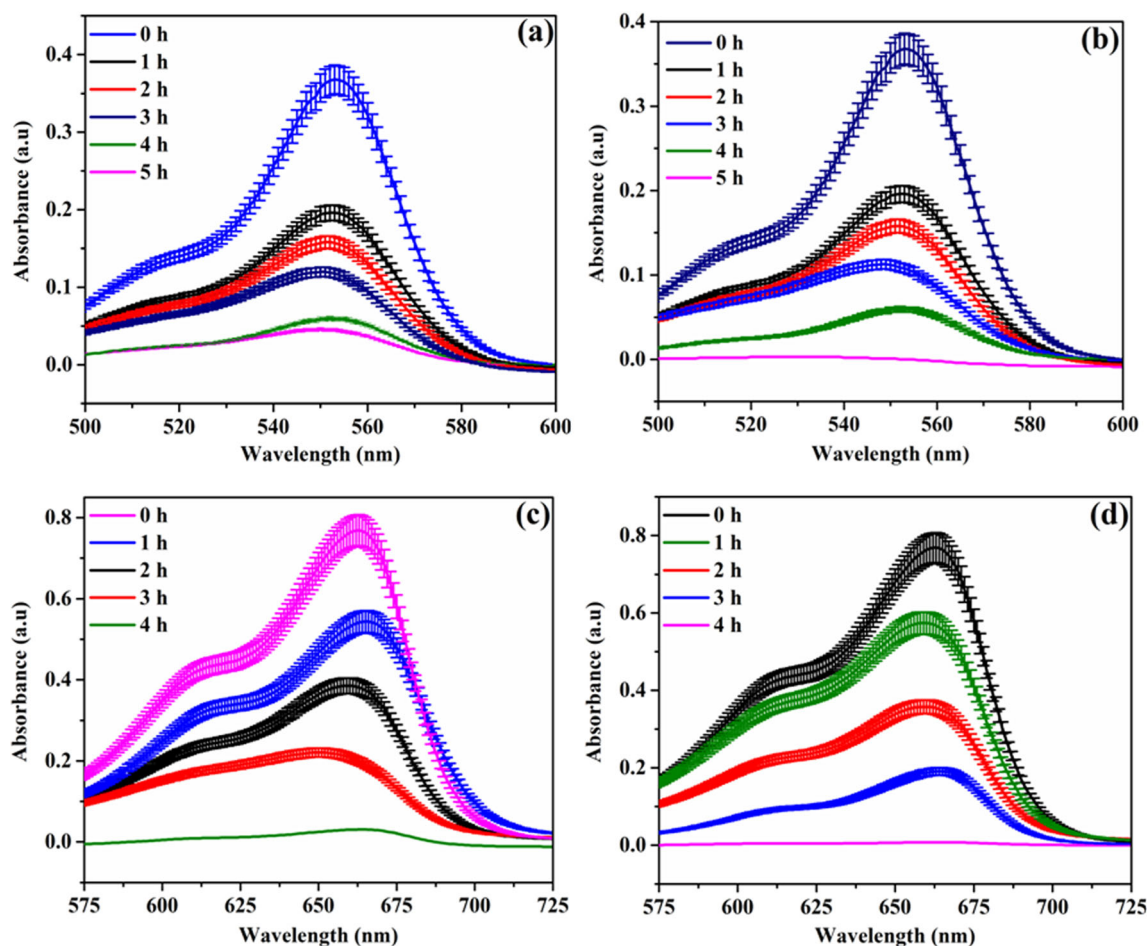 (a)
0 h
1 h
2 h
3 h
4 h
5 h
0.4
0.3
0.2
0.1
0.0
Absorbance (a.u)
500 520 540 560 580 600
Wavelength (nm)
(b)
0 h
1 h
2 h
3 h
4 h
5 h
0.4
0.3
0.2
0.1
0.0
Absorbance (a.u)
500 520 540 560 580 600
Wavelength (nm)
(c)
0 h
1 h
2 h
3 h
4 h
0.8
0.6
0.4
0.2
0.0
Absorbance (a.u)
575 600 625 650 675 700 725
Wavelength (nm)
(d)
0 h
1 h
2 h
3 h
4 h
0.8
0.6
0.4
0.2
0.0
Absorbance (a.u)
575 600 625 650 675 700 725
Wavelength (nm)